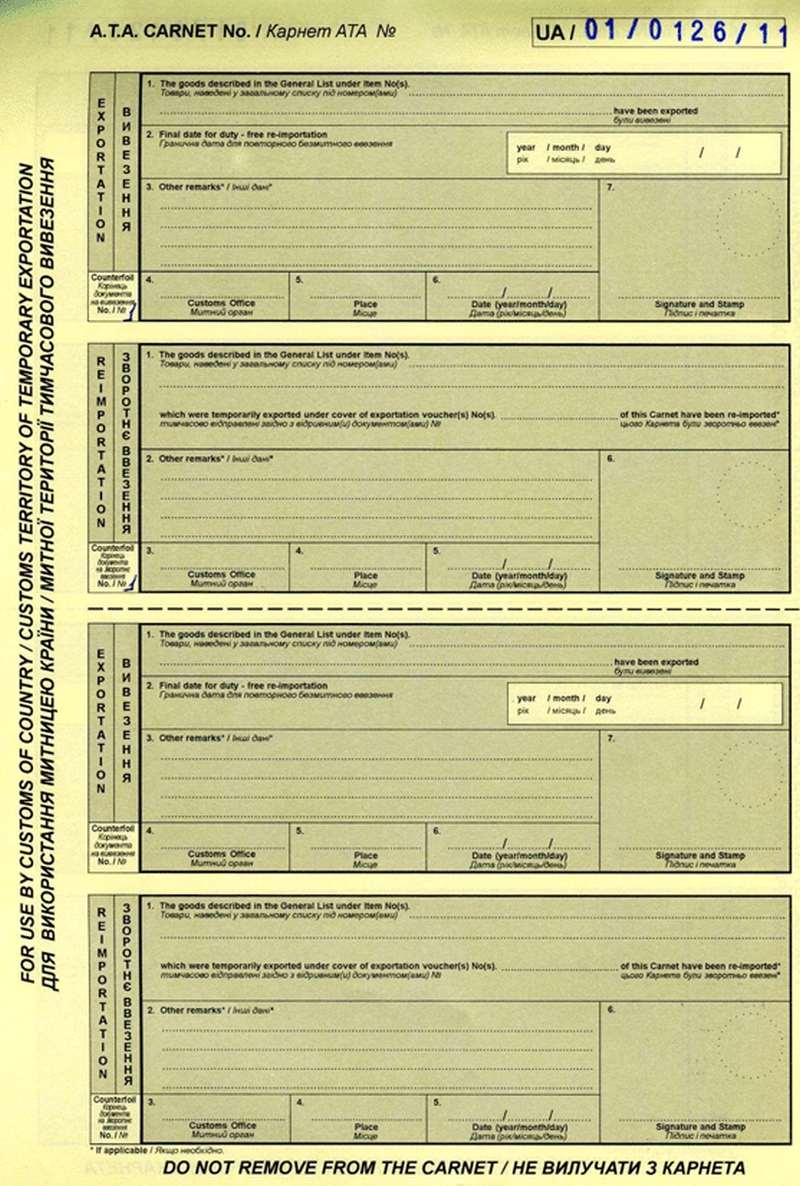 A.T.A. CARNET No. / Карнет АТА №
UA / 01/0126/11
FOR USE BY CUSTOMS OF COUNTRY / CUSTOMS TERRITORY OF TEMPORARY EXPORTATION
ДЛЯ ВИКОРИСТАННЯ МИТНИЦЕЮ КРАЇНИ / МИТНОЇ ТЕРИТОРІЇ ТИМЧАСОВОГО ВИВЕЗЕННЯ
EXPORTATION
ВИВЕЗЕННЯ
1. The goods described in the General List under Item No(s).
Товари, наведені у загальному списку під номером(ами)
have been exported
були вивезені
2. Final date for duty - free re-importation
Гранична дата для повторного безмитного ввезення
year / month / day / /
рік / місяць / день
3. Other remarks* / Інші дані*
7.
Counterfoil
Корінець
документа
на вивезення
No. / № 1
4.
Customs Office
Митний орган
5.
Place
Місце
6.
/ /
Date (year/month/day)
Дата (рік/місяць/день)
Signature and Stamp
Підпис і печатка
REIMPORTATION
ЗВОРОТНЄ ВВЕЗЕННЯ
1. The goods described in the General List under Item No(s).
Товари, наведені у загальному списку під номером(ами)
which were temporarily exported under cover of exportation voucher(s) No(s). of this Carnet have been re-imported*
тимчасово відправлені згідно з відривним(и) документом(ами) № цього Карнета були зворотньо ввезені*
2. Other remarks* / Інші дані*
6.
Counterfoil
Корінець
документа
на зворотнє
ввезення
No. / № 1
3.
Customs Office
Митний орган
4.
Place
Місце
5.
/ /
Date (year/month/day)
Дата (рік/місяць/день)
Signature and Stamp
Підпис і печатка
EXPORTATION
ВИВЕЗЕННЯ
1. The goods described in the General List under Item No(s).
Товари, наведені у загальному списку під номером(ами)
have been exported
були вивезені
2. Final date for duty - free re-importation
Гранична дата для повторного безмитного ввезення
year / month / day / /
рік / місяць / день
3. Other remarks* / Інші дані*
7.
Counterfoil
Корінець
документа
на вивезення
No. / №
4.
Customs Office
Митний орган
5.
Place
Місце
6.
/ /
Date (year/month/day)
Дата (рік/місяць/день)
Signature and Stamp
Підпис і печатка
REIMPORTATION
ЗВОРОТНЄ ВВЕЗЕННЯ
1. The goods described in the General List under Item No(s).
Товари, наведені у загальному списку під номером(ами)
which were temporarily exported under cover of exportation voucher(s) No(s). of this Carnet have been re-imported*
тимчасово відправлені згідно з відривним(и) документом(ами) № цього Карнета були зворотньо ввезені*
2. Other remarks* / Інші дані*
6.
Counterfoil
Корінець
документа
на зворотнє
ввезення
No. / №
3.
Customs Office
Митний орган
4.
Place
Місце
5.
/ /
Date (year/month/day)
Дата (рік/місяць/день)
Signature and Stamp
Підпис і печатка
* If applicable / Якщо необхідно.
DO NOT REMOVE FROM THE CARNET / НЕ ВИЛУЧАТИ З КАРНЕТА